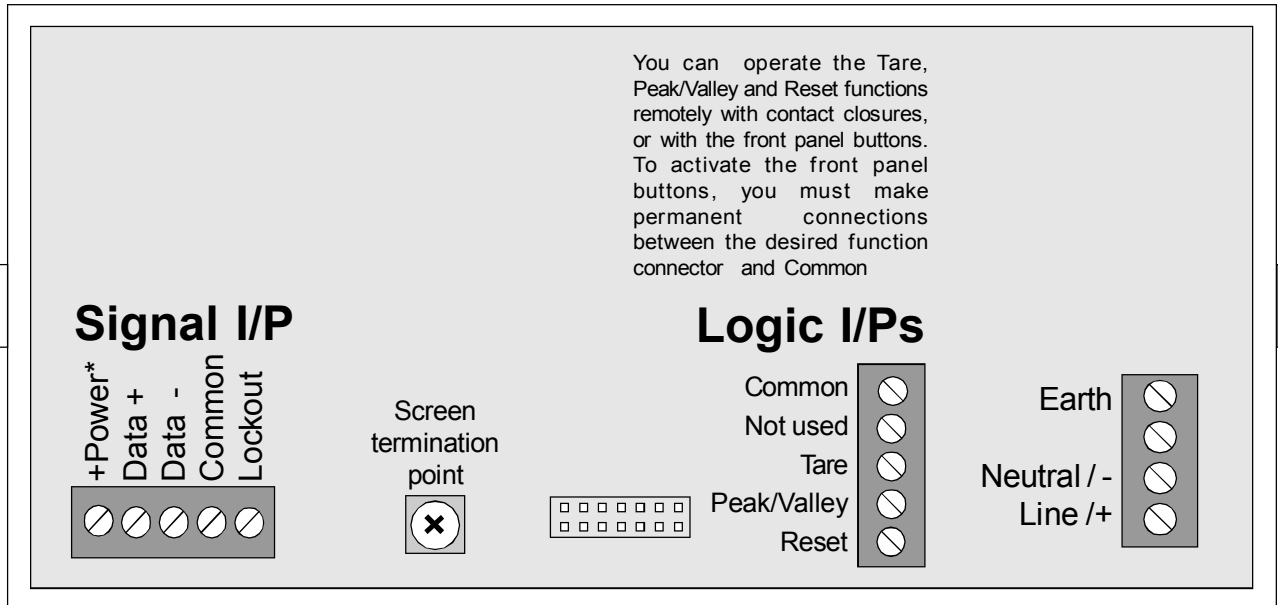 You can operate the Tare,
Peak/Valley and Reset functions
remotely with contact closures,
or with the front panel buttons.
To activate the front panel
buttons, you must make
permanent connections
between the desired function
connector and Common
Signal I/P
+Power*
Data +
Data -
Common
Lockout
Screen
termination
point
Logic I/Ps
Common
Not used
Tare
Peak/Valley
Reset
Earth
Neutral / -
Line /+